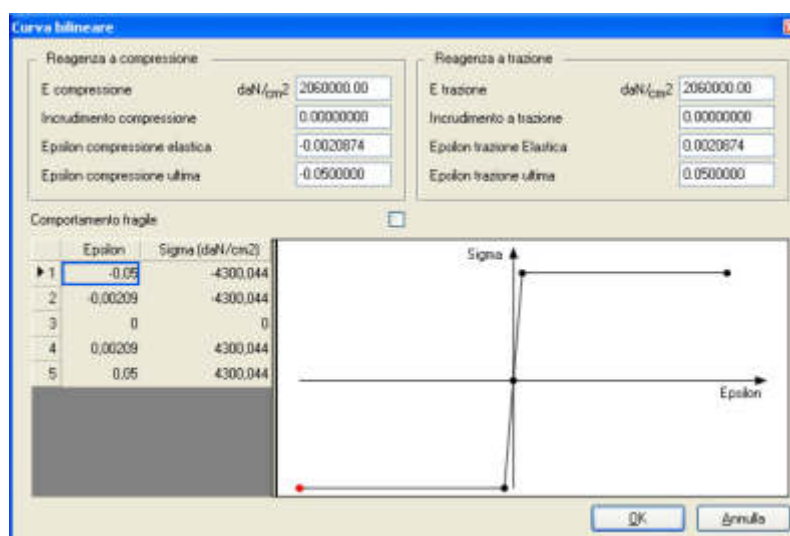 Curva bilineare
Reagenza a compressione
E compressione daN/cm2 2060000.00
Incrudimento compressione 0.00000000
Epsilon compressione elastica -0.0020874
Epsilon compressione ultima -0.0500000
Reagenza a trazione
E trazione daN/cm2 2060000.00
Incrudimento a trazione 0.00000000
Epsilon trazione Elastica 0.0020874
Epsilon trazione ultima 0.0500000
Comportamento fragile
Epsilon Sigma (daN/cm2)
1 -0.05 -4300,044
2 -0,00209 -4300,044
3 0 0
4 0,00209 4300,044
5 0.05 4300,044
Sigma
Epsilon
OK Annulla